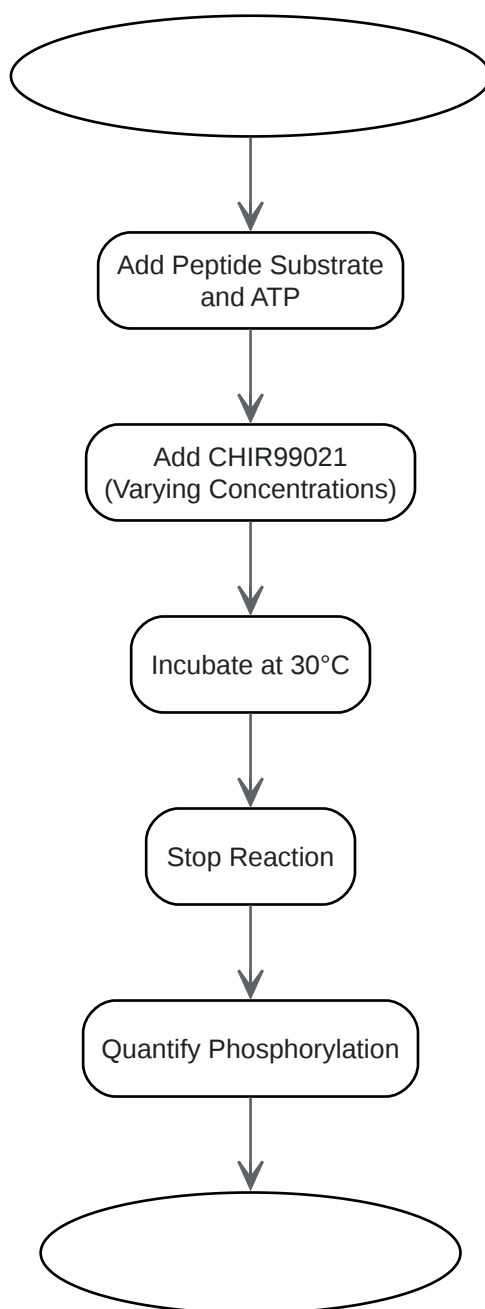 Add Peptide Substrate
and ATP
Add CHIR99021
(Varying Concentrations)
Incubate at 30°C
Stop Reaction
Quantify Phosphorylation